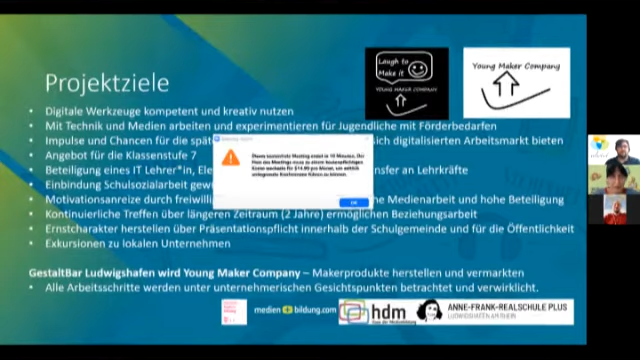 Laugh to
Make it
YOUNG MAKER COMPANY
Young Maker Company
Projektziele
• Digitale Werkzeuge kompetent und kreativ nutzen
• Mit Technik und Medien arbeiten und experimentieren für Jugendliche mit Förderbedarfen
• Impulse und Chancen für die spät sich digitalisierten Arbeitsmarkt bieten
• Angebot für die Klassenstufe 7
• Beteiligung eines IT Lehrer*in, Ele sfer an Lehrkräfte
• Einbindung Schulsozialarbeit gew
• Motivationsanreize durch freiwillig he Medienarbeit und hohe Beteiligung
• Kontinuierliche Treffen über längeren Zeitraum (2 Jahre) ermöglichen Beziehungsarbeit
• Ernstcharakter herstellen über Präsentationspflicht innerhalb der Schulgemeinde und für die Öffentlichkeit
• Exkursionen zu lokalen Unternehmen
GestaltBar Ludwigshafen wird Young Maker Company – Makerprodukte herstellen und vermarkten
• Alle Arbeitsschritte werden unter unternehmerischen Gesichtspunkten betrachtet und verwirklicht.
medien+bildung.com
hdm
ANNE-FRANK-REALSCHULE PLUS
LUDWIGSHAFEN AM RHEIN